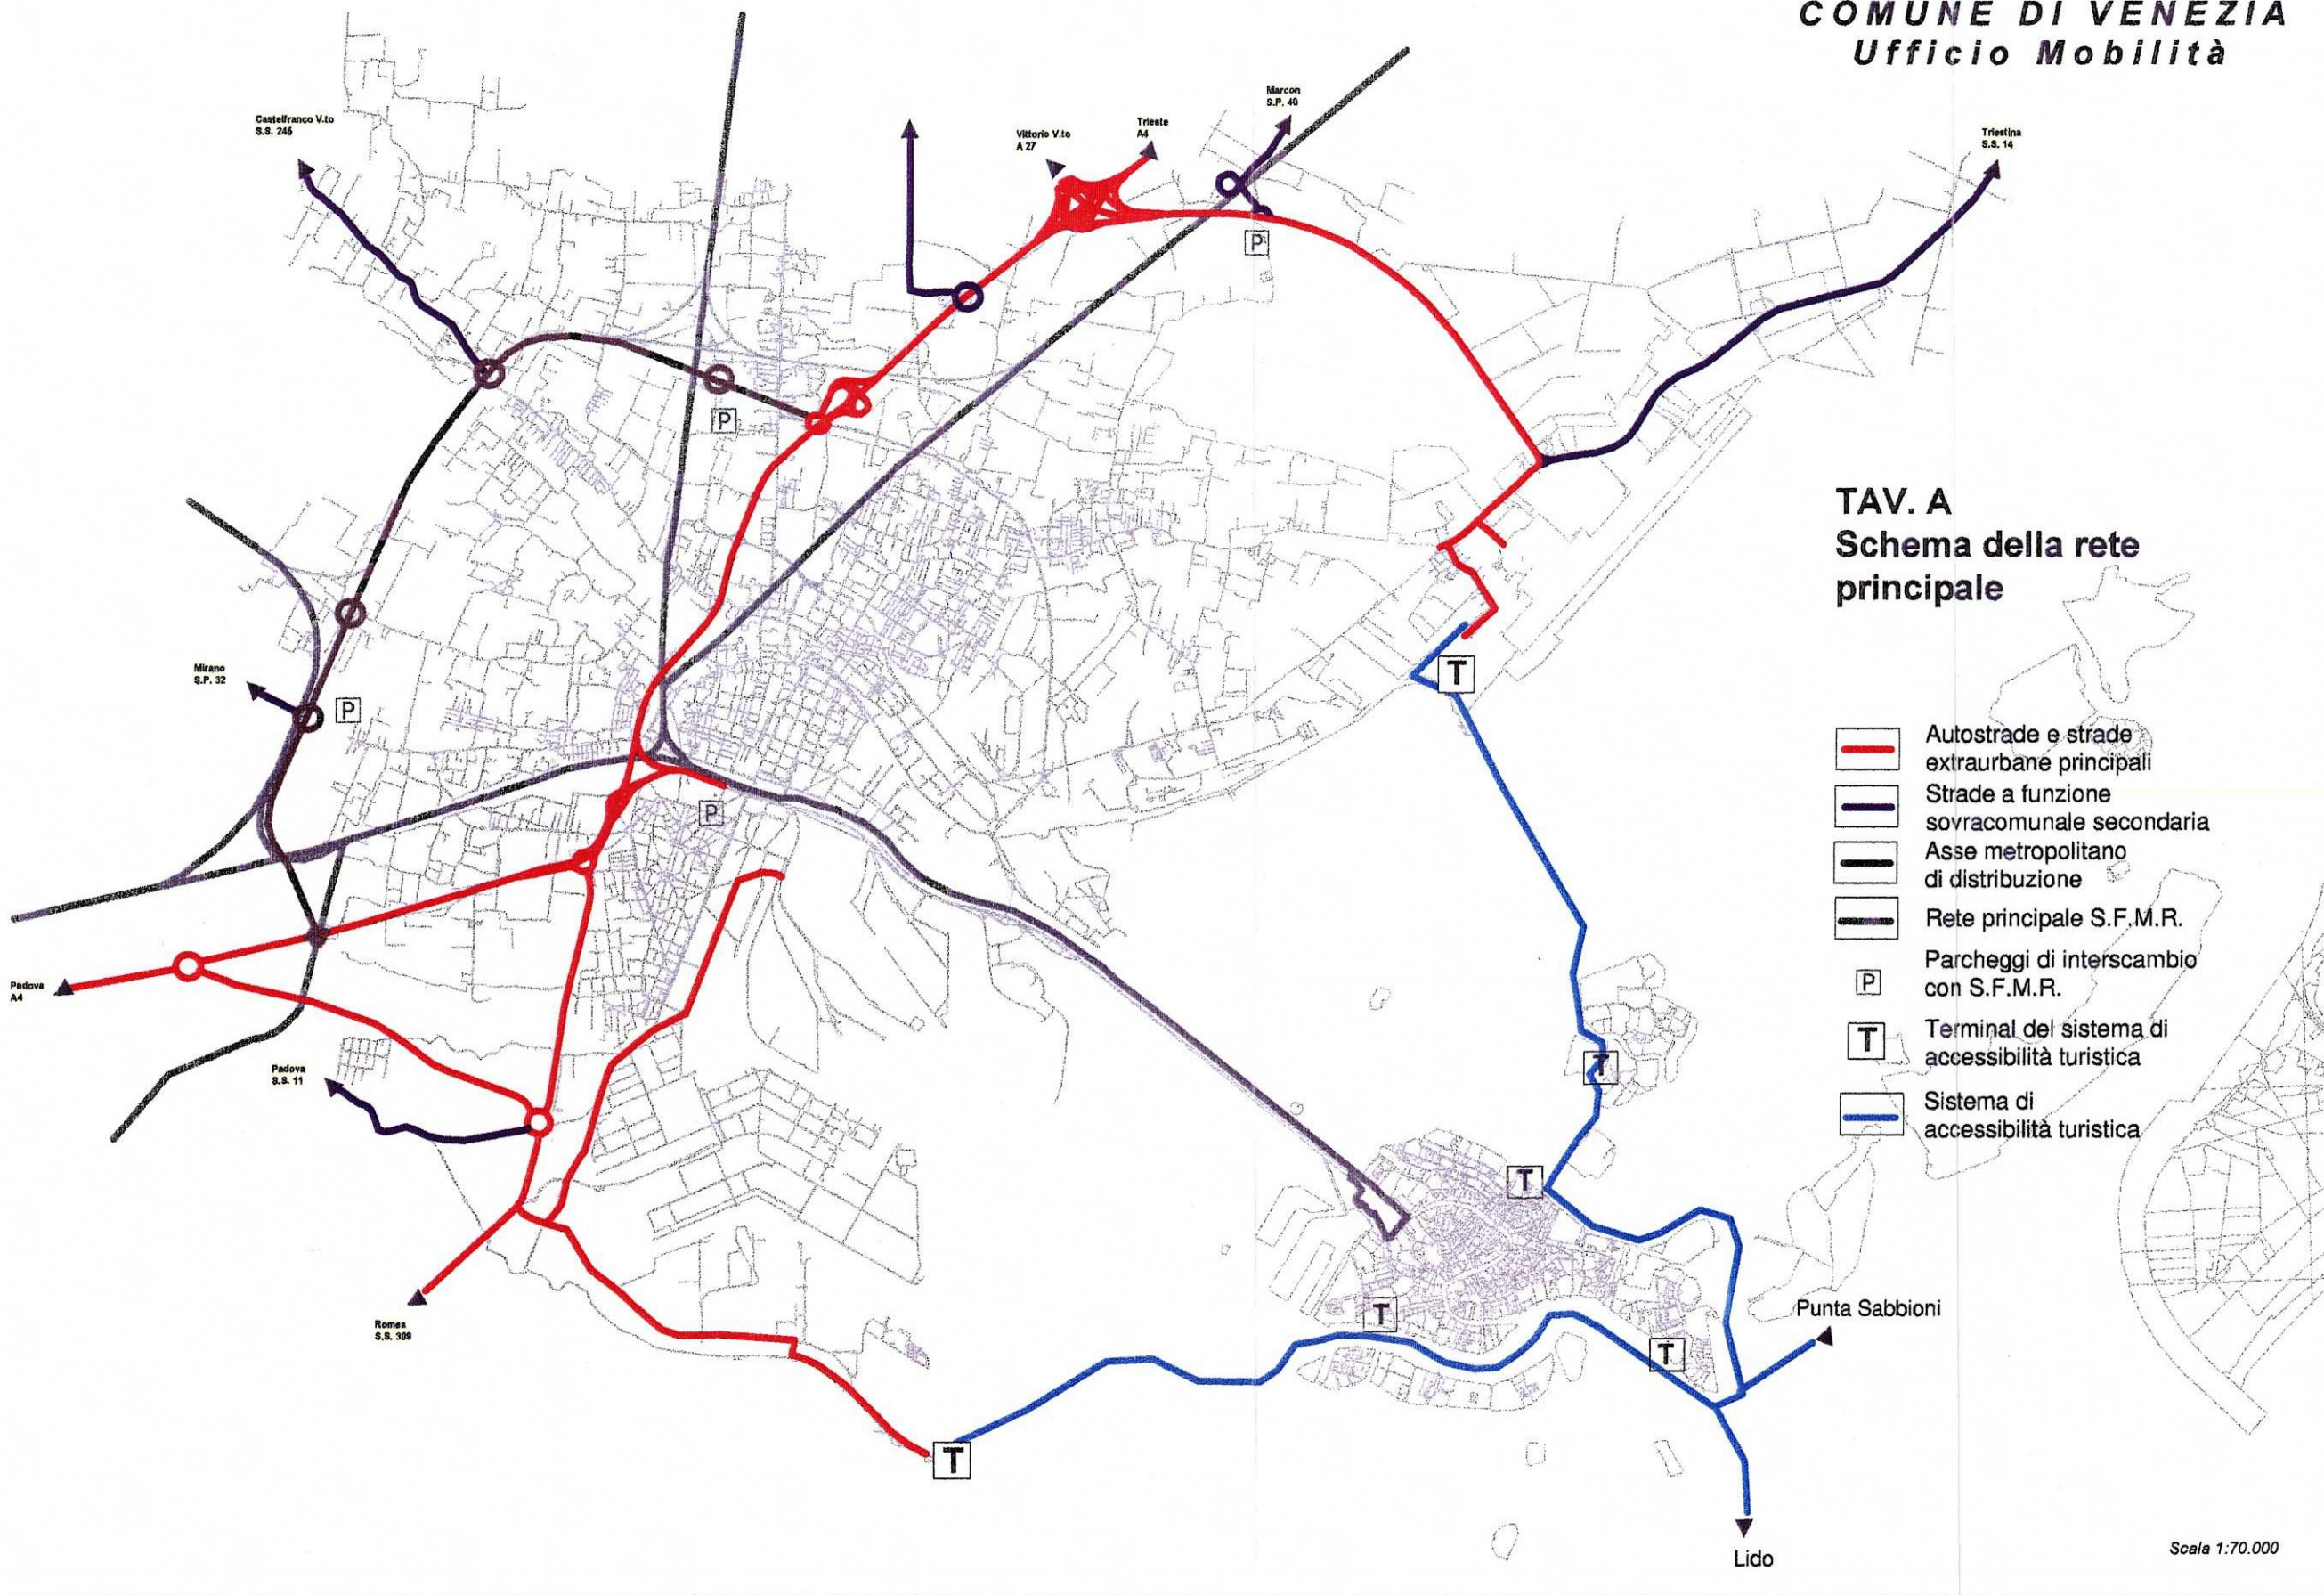 COMUNE DI VENEZIA
Ufficio Mobilità
Castelfranco V.to
S.S. 245
Vittorio V.to
A 27
Trieste
A4
Marcon
S.P. 40
Triestina
S.S. 14
P
P
TAV. A
Schema della rete
principale
Mirano
S.P. 32
P
T
P
Autostrade e strade
extraurbane principali
Strade a funzione
sovracomunale secondaria
Asse metropolitano
di distribuzione
Rete principale S.F.M.R.
P
Parcheggi di interscambio
con S.F.M.R.
T
Terminal del sistema di
accessibilità turistica
Sistema di
accessibilità turistica
Padova
A4
Padova
S.S. 11
T
T
Romea
S.S. 309
T
T
Punta Sabbioni
T
Lido
Scala 1:70.000